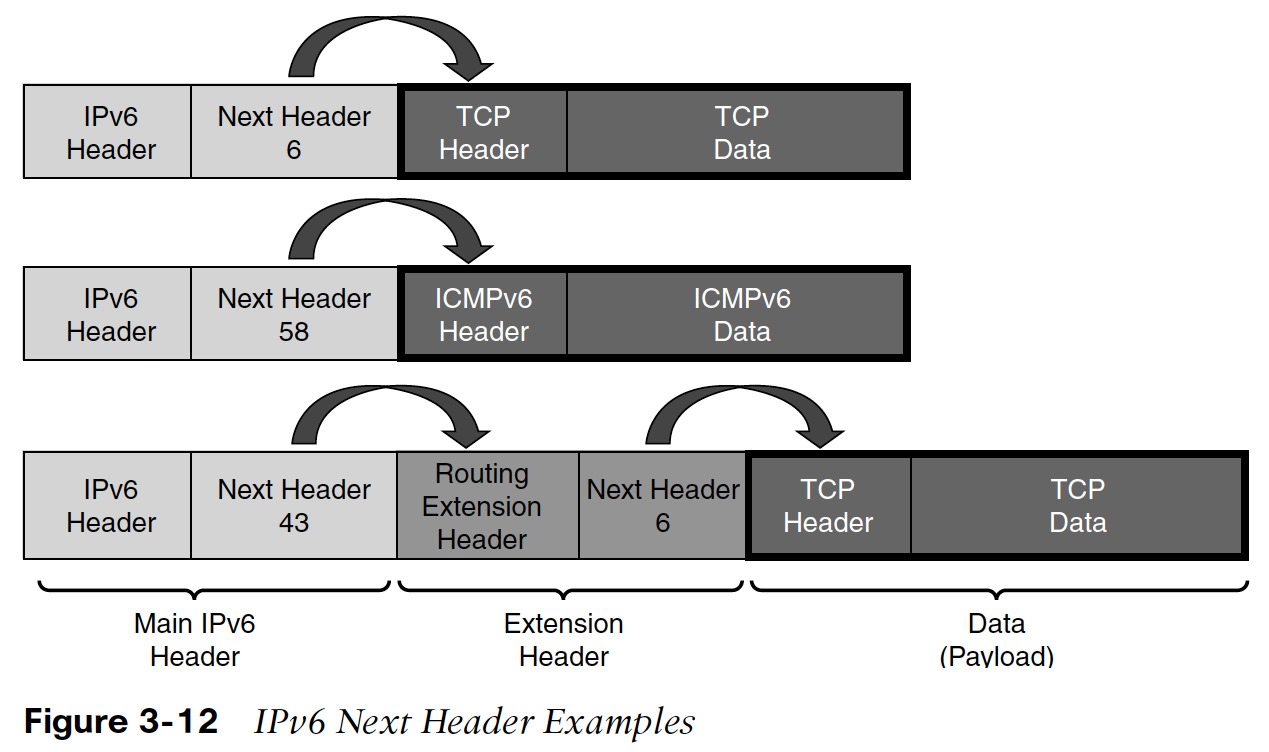 IPv6
Header
Next Header
6
TCP
Header
TCP
Data
IPv6
Header
Next Header
58
ICMPv6
Header
ICMPv6
Data
IPv6
Header
Next Header
43
Routing
Extension
Header
Next Header
6
TCP
Header
TCP
Data
Main IPv6
Header
Extension
Header
Data
(Payload)
Figure 3-12 IPv6 Next Header Examples